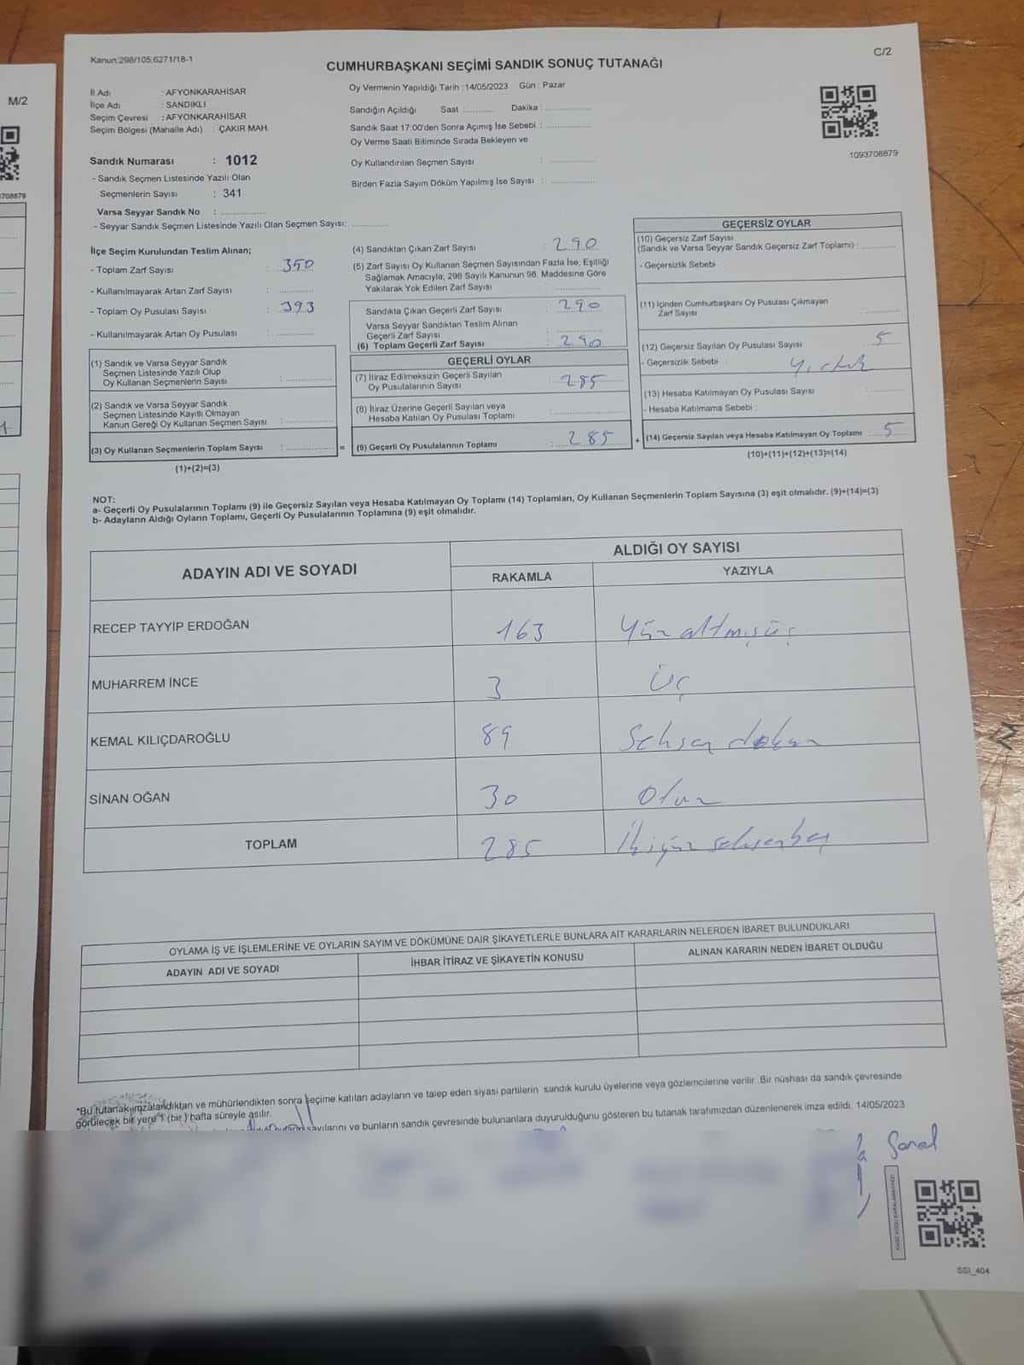 M/2
Kanun:298/105,6271/18-1
C/2
CUMHURBAŞKANI SEÇİMİ SANDIK SONUÇ TUTANAĞI
İl Adı : AFYONKARAHİSAR
İlçe Adı : SANDIKLI
Seçim Çevresi : AFYONKARAHİSAR
Seçim Bölgesi (Mahalle Adı) : ÇAKIR MAH.
Sandık Numarası : 1012
- Sandık Seçmen Listesinde Yazılı Olan
Seçmenlerin Sayısı : 341
Varsa Seyyar Sandık No : ..............
- Seyyar Sandık Seçmen Listesinde Yazılı Olan Seçmen Sayısı: ..............
Oy Vermenin Yapıldığı Tarih :14/05/2023 Gün : Pazar
Sandığın Açıldığı Saat .......... Dakika : ..............
Sandık Saat 17:00'den Sonra Açımış İse Sebebi : ..............
Oy Verme Saati Bitiminde Sırada Bekleyen ve
Oy Kullandırılan Seçmen Sayısı : ..............
Birden Fazla Sayım Döküm Yapılmış İse Sayısı : ..............
1093708879
İlçe Seçim Kurulundan Teslim Alınan;
- Toplam Zarf Sayısı : 350
- Kullanılmayarak Artan Zarf Sayısı : ..............
- Toplam Oy Pusulası Sayısı : 393
- Kullanılmayarak Artan Oy Pusulası : ..............
(1) Sandık ve Varsa Seyyar Sandık
Seçmen Listesinde Yazılı Olup
Oy Kullanan Seçmenlerin Sayısı : ..............
(2) Sandık ve Varsa Seyyar Sandık
Seçmen Listesinde Kayıtlı Olmayan
Kanun Gereği Oy Kullanan Seçmen Sayısı : ..............
(3) Oy Kullanan Seçmenlerin Toplam Sayısı : ..............
(1)+(2)=(3)
(4) Sandıktan Çıkan Zarf Sayısı : 290
(5) Zarf Sayısı Oy Kullanan Seçmen Sayısından Fazla İse, Eşitliği
Sağlamak Amacıyla, 298 Sayılı Kanunun 98. Maddesine Göre
Yakılarak Yok Edilen Zarf Sayısı : ..............
Sandıkta Çıkan Geçerli Zarf Sayısı : 290
Varsa Seyyar Sandıktan Teslim Alınan
Geçerli Zarf Sayısı : ..............
(6) Toplam Geçerli Zarf Sayısı : 290
GEÇERLİ OYLAR
(7) İtiraz Edilmeksizin Geçerli Sayılan
Oy Pusulalarının Sayısı : 285
(8) İtiraz Üzerine Geçerli Sayılan veya
Hesaba Katılan Oy Pusulası Toplamı : ..............
= (9) Geçerli Oy Pusulalarının Toplamı : 285
GEÇERSİZ OYLAR
(10) Geçersiz Zarf Sayısı
(Sandık ve Varsa Seyyar Sandık Geçersiz Zarf Toplamı) : ..............
- Geçersizlik Sebebi :
(11) İçinden Cumhurbaşkanı Oy Pusulası Çıkmayan
Zarf Sayısı : ..............
(12) Geçersiz Sayılan Oy Pusulası Sayısı : 5
- Geçersizlik Sebebi :
(13) Hesaba Katılmayan Oy Pusulası Sayısı : ..............
- Hesaba Katılmama Sebebi :
+ (14) Geçersiz Sayılan veya Hesaba Katılmayan Oy Toplamı : 5
(10)+(11)+(12)+(13)=(14)
NOT:
a- Geçerli Oy Pusulalarının Toplamı (9) ile Geçersiz Sayılan veya Hesaba Katılmayan Oy Toplamı (14) Toplamları, Oy Kullanan Seçmenlerin Toplam Sayısına (3) eşit olmalıdır. (9)+(14)=(3)
b- Adayların Aldığı Oyların Toplamı, Geçerli Oy Pusulalarının Toplamına (9) eşit olmalıdır.
ADAYIN ADI VE SOYADI
ALDIĞI OY SAYISI
RAKAMLA YAZIYLA
RECEP TAYYİP ERDOĞAN 163 Yüz altmışüç
MUHARREM İNCE 3 Üç
KEMAL KILIÇDAROĞLU 89 Seksen dokuz
SİNAN OĞAN 30 Otuz
TOPLAM 285 İkiyüz seksenbeş
OYLAMA İŞ VE İŞLEMLERİNE VE OYLARIN SAYIM VE DÖKÜMÜNE DAİR ŞİKAYETLERLE BUNLARA AİT KARARLARIN NELERDEN İBARET BULUNDUKLARI
ADAYIN ADI VE SOYADI İHBAR İTİRAZ VE ŞİKAYETİN KONUSU ALINAN KARARIN NEDEN İBARET OLDUĞU
*Bu tutanak imzalandıktan ve mühürlendikten sonra seçime katılan adayların ve talep eden siyasi partilerin sandık kurulu üyelerine veya gözlemcilerine verilir. Bir nüshası da sandık çevresinde
görülecek bir yere 1 (bir) hafta süreyle asılır.
sayılarını ve bunların sandık çevresinde bulunanlara duyurulduğunu gösteren bu tutanak tarafımızdan düzenlenerek imza edildi. 14/05/2023
SSI_404